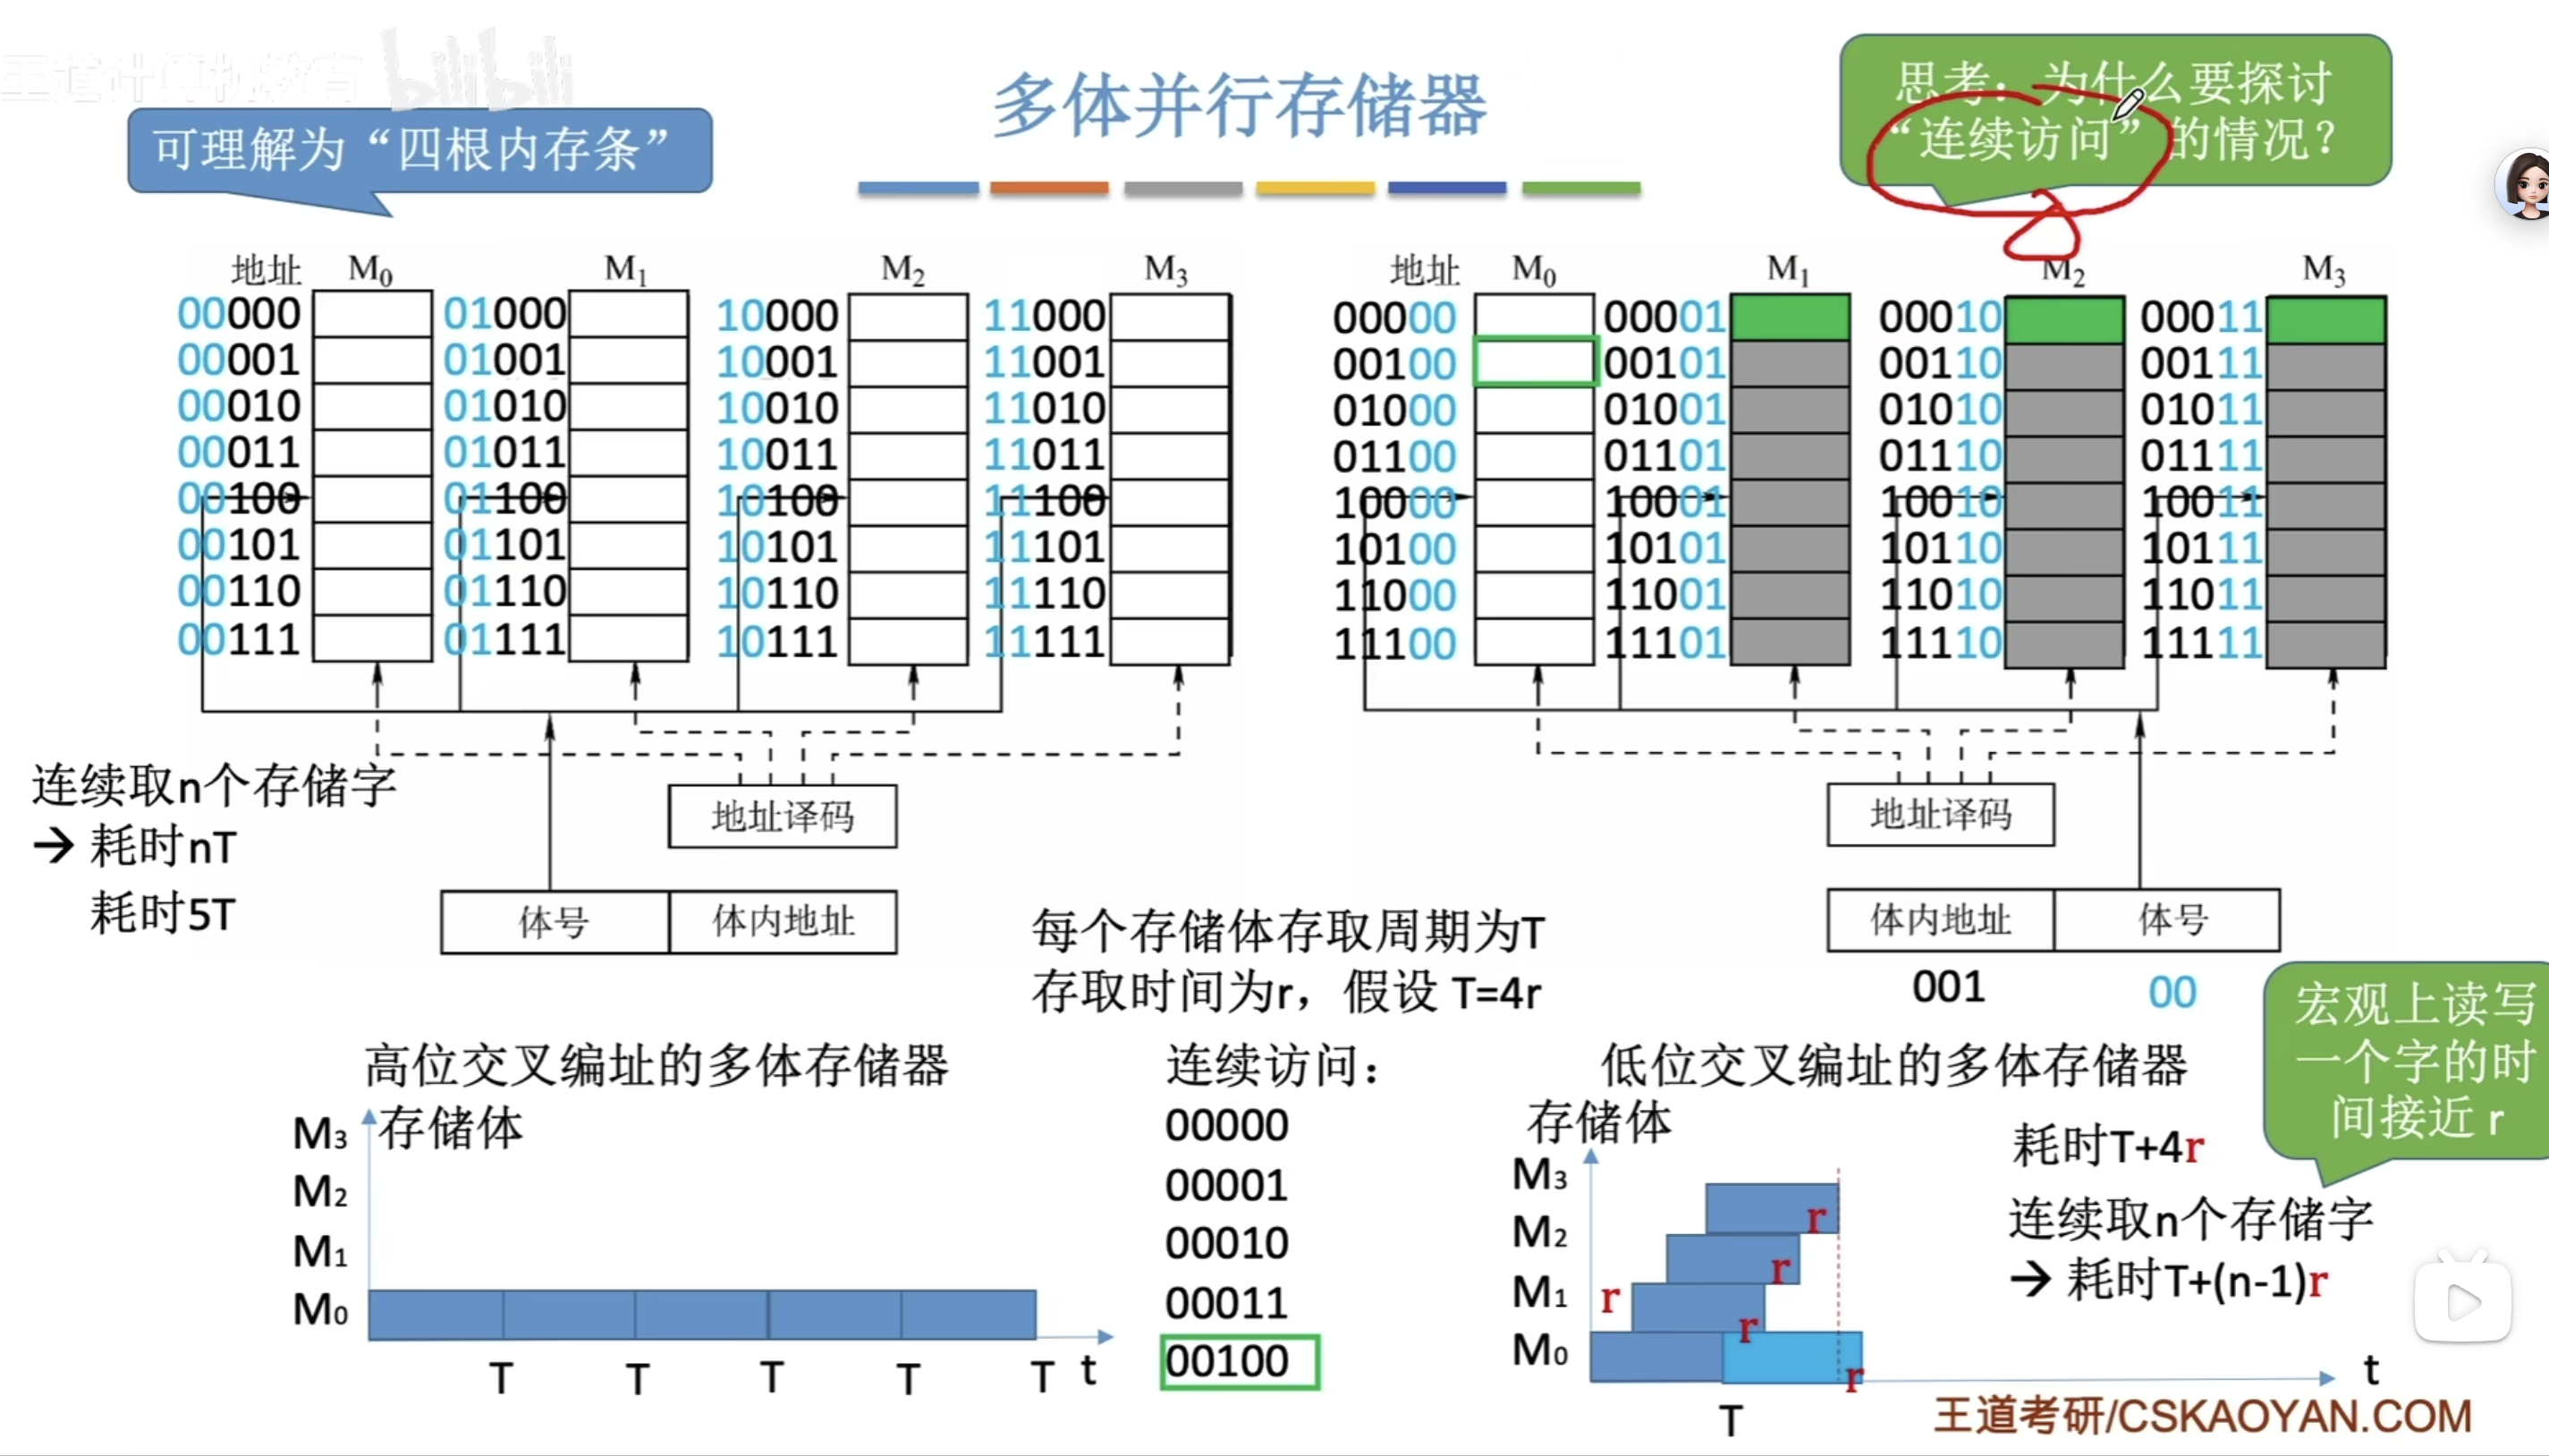 王道计算机教育 bilibili
多体并行存储器
可理解为“四根内存条”
思考：为什么要探讨
“连续访问”的情况？
地址 M0 M1 M2 M3
00000 01000 10000 11000
00001 01001 10001 11001
00010 01010 10010 11010
00011 01011 10011 11011
00100 01100 10100 11100
00101 01101 10101 11101
00110 01110 10110 11110
00111 01111 10111 11111
地址译码
体号 体内地址
连续取n个存储字
→ 耗时nT
耗时5T
地址 M0 M1 M2 M3
00000 00001 00010 00011
00100 00101 00110 00111
01000 01001 01010 01011
01100 01101 01110 01111
10000 10001 10010 10011
10100 10101 10110 10111
11000 11001 11010 11011
11100 11101 11110 11111
地址译码
体内地址 体号
001 00
每个存储体存取周期为T
存取时间为r，假设 T=4r
宏观上读写
一个字的时
间接近 r
高位交叉编址的多体存储器
存储体
M3
M2
M1
M0
T T T T T t
连续访问：
00000
00001
00010
00011
00100
低位交叉编址的多体存储器
存储体
M3 r
M2 r
M1 r r
M0 r
T t
耗时T+4r
连续取n个存储字
→ 耗时T+(n-1)r
王道考研/CSKAOYAN.COM